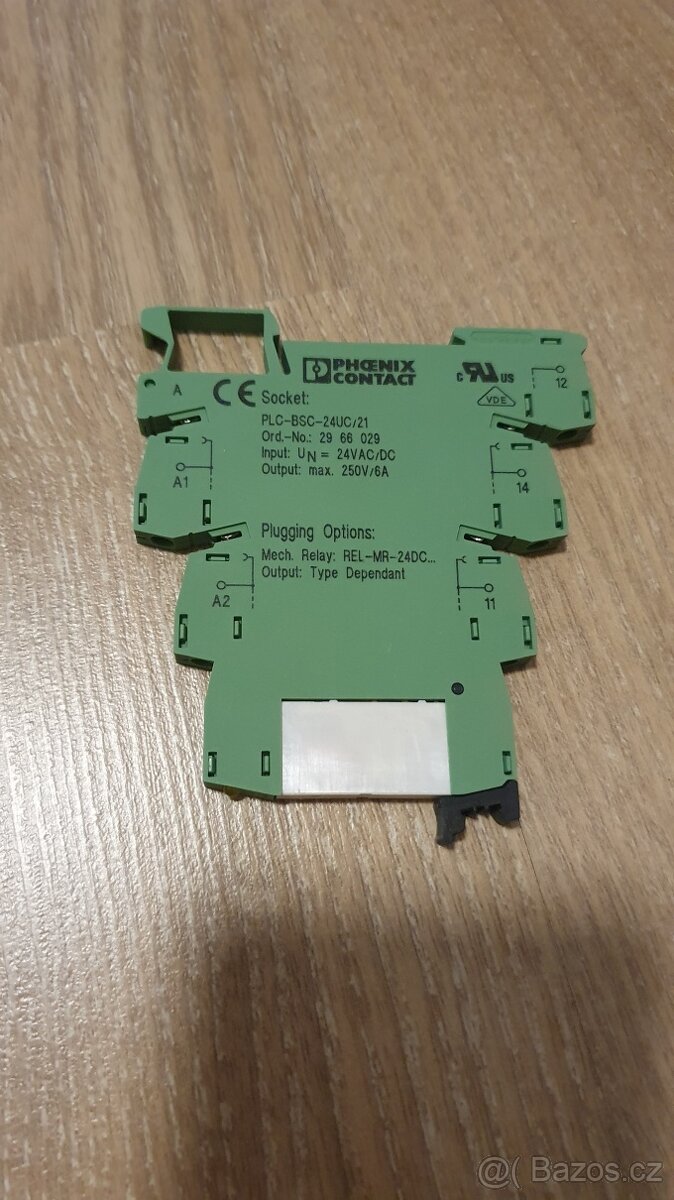 PHŒNIX
CONTACT
c RU US
VDE
12
A
CE
Socket:
PLC-BSC-24UC/21
Ord.-No.: 29 66 029
Input: UN = 24VAC/DC
Output: max. 250V/6A
A1
14
Plugging Options:
Mech. Relay: REL-MR-24DC...
Output: Type Dependant
A2
11
@( Bazos.cz